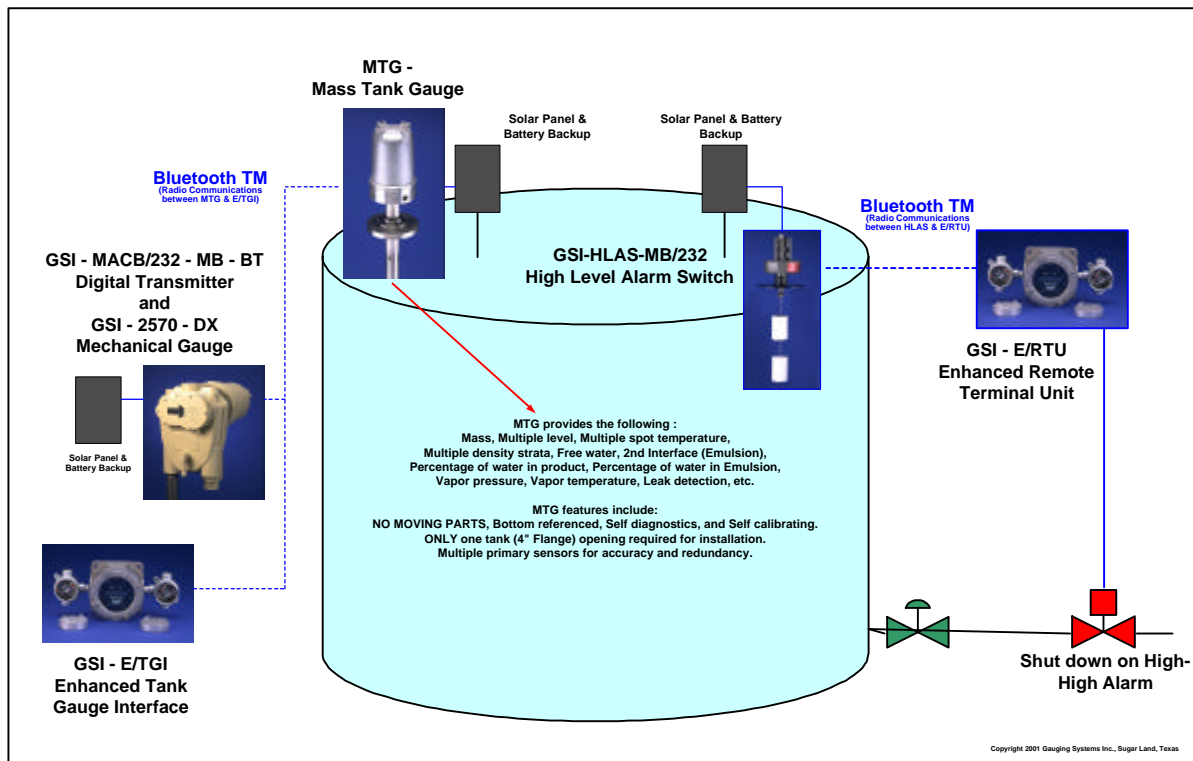 MTG -
Mass Tank Gauge
Solar Panel &
Battery Backup
Solar Panel & Battery
Backup
Bluetooth TM
(Radio Communications
between MTG & E/TGI)
Bluetooth TM
(Radio Communications
between HLAS & E/RTU)
GSI - MACB/232 - MB - BT
Digital Transmitter
and
GSI - 2570 - DX
Mechanical Gauge
GSI-HLAS-MB/232
High Level Alarm Switch
GSI - E/RTU
Enhanced Remote
Terminal Unit
Solar Panel &
Battery Backup
MTG provides the following :
Mass, Multiple level, Multiple spot temperature,
Multiple density strata, Free water, 2nd Interface (Emulsion),
Percentage of water in product, Percentage of water in Emulsion,
Vapor pressure, Vapor temperature, Leak detection, etc.
MTG features include:
NO MOVING PARTS, Bottom referenced, Self diagnostics, and Self calibrating.
ONLY one tank (4" Flange) opening required for installation.
Multiple primary sensors for accuracy and redundancy.
GSI - E/TGI
Enhanced Tank
Gauge Interface
Shut down on High-
High Alarm
Copyright 2001 Gauging Systems Inc., Sugar Land, Texas